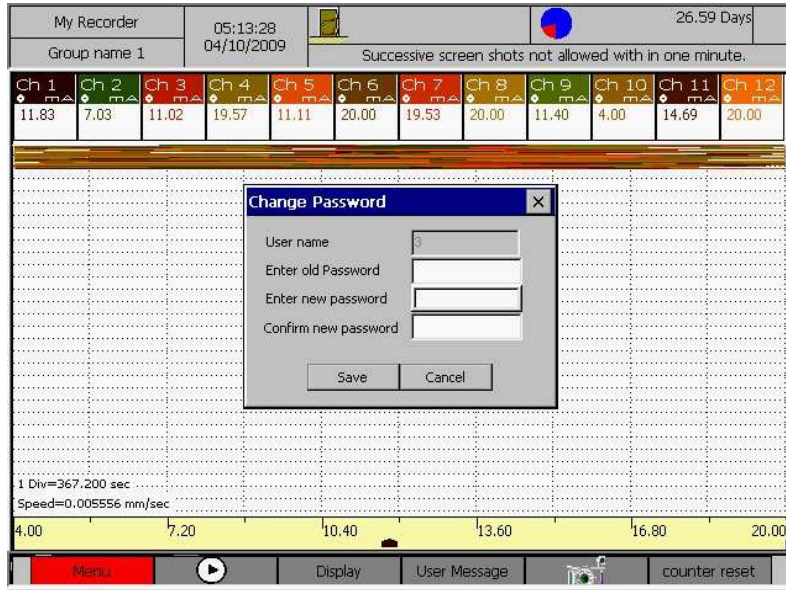 My Recorder
Group name 1
05:13:28
04/10/2009
26.59 Days
Successive screen shots not allowed with in one minute.
Ch 1 Ch 2 Ch 3 Ch 4 Ch 5 Ch 6 Ch 7 Ch 8 Ch 9 Ch 10 Ch 11 Ch 12
mA mA mA mA mA mA mA mA mA mA mA mA
11.83 7.03 11.02 19.57 11.11 20.00 19.53 20.00 11.40 4.00 14.69 20.00
Change Password
User name 3
Enter old Password
Enter new password
Confirm new password
Save Cancel
1 Div=367.200 sec
Speed=0.005556 mm/sec
4.00 7.20 10.40 13.60 16.80 20.00
Menu Display User Message counter reset